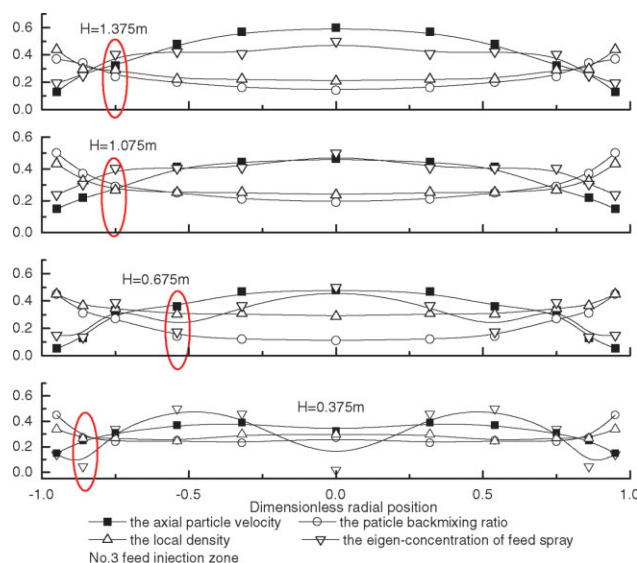 0.6
0.4
0.2
0.0
H=1.375m
0.6
0.4
0.2
0.0
H=1.075m
0.6
0.4
0.2
0.0
H=0.675m
0.6
0.4
0.2
0.0
H=0.375m
-1.0 -0.5 0.0 0.5 1.0
Dimensionless radial position
the axial particle velocity the paticle backmixing ratio
the local density the eigen-concentration of feed spray
No.3 feed injection zone